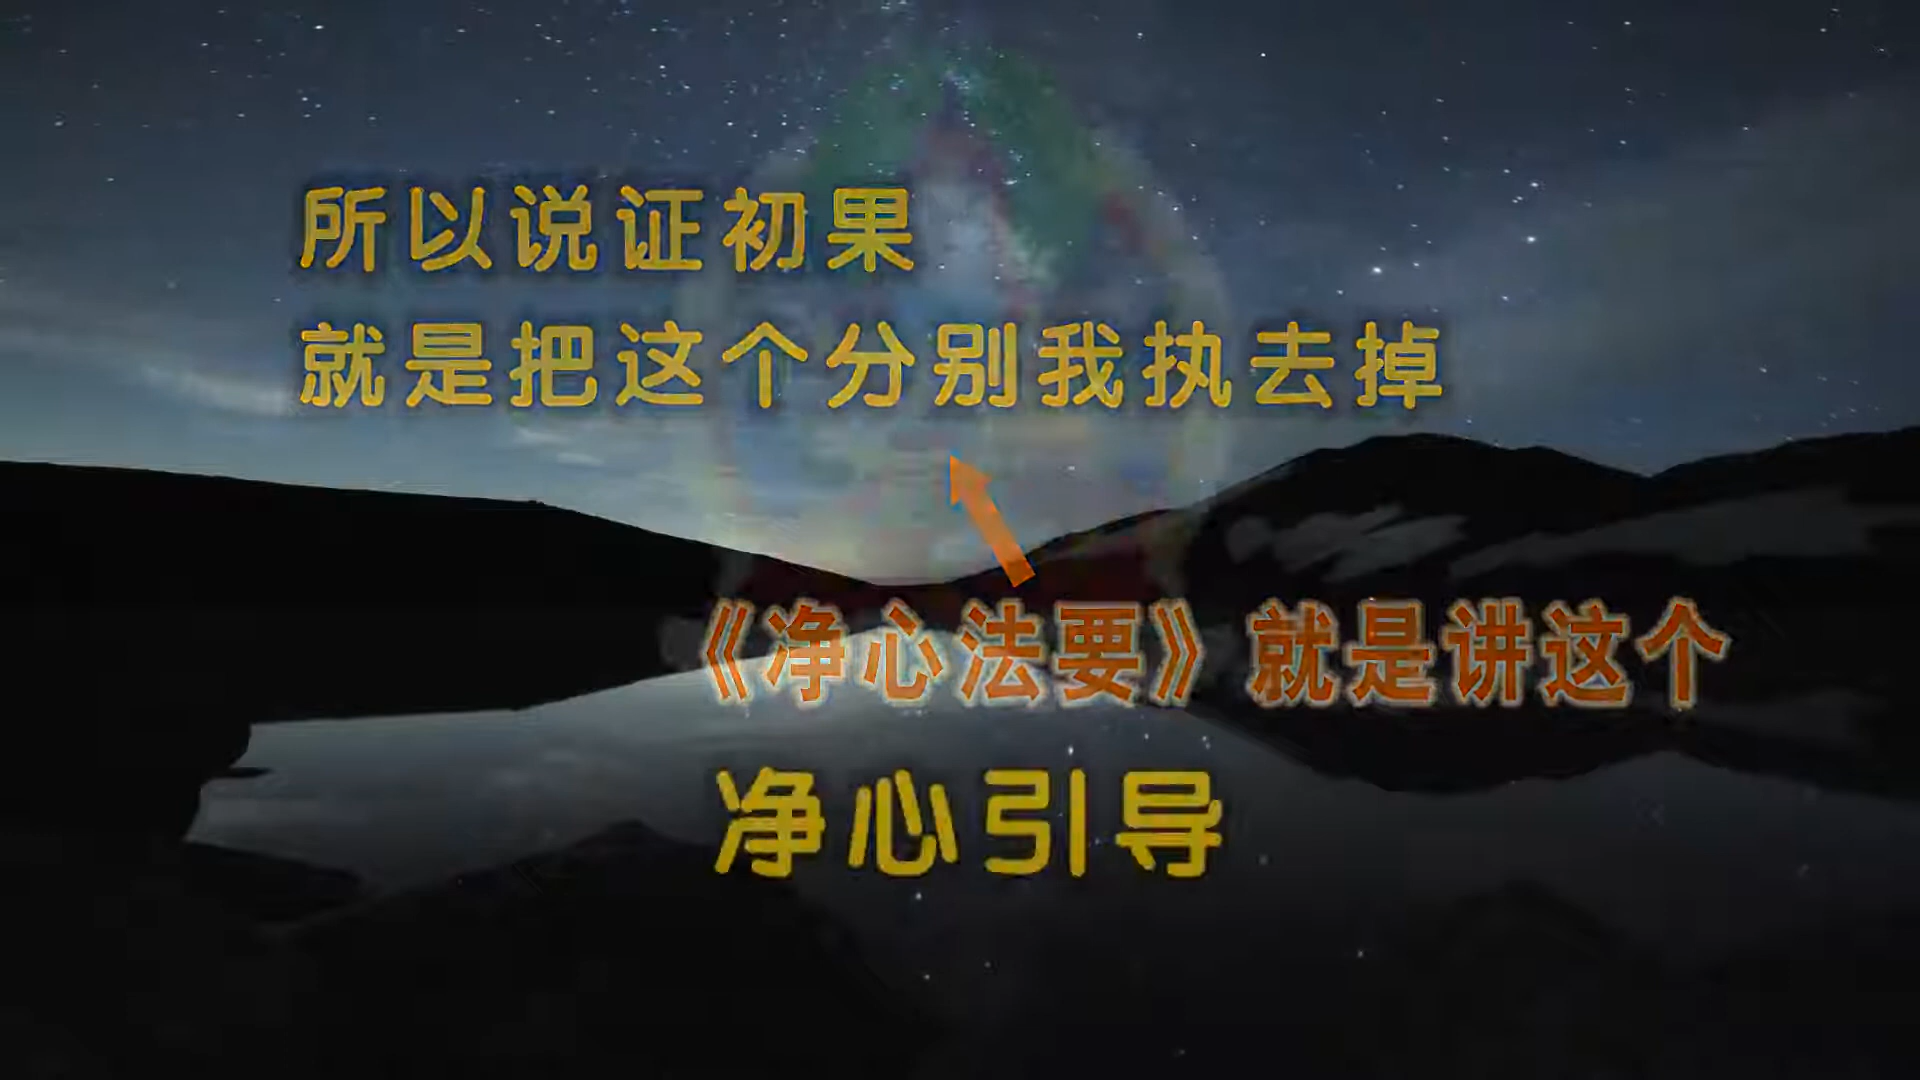 所以说证初果
就是把这个分别我执去掉
《净心法要》就是讲这个
净心引导